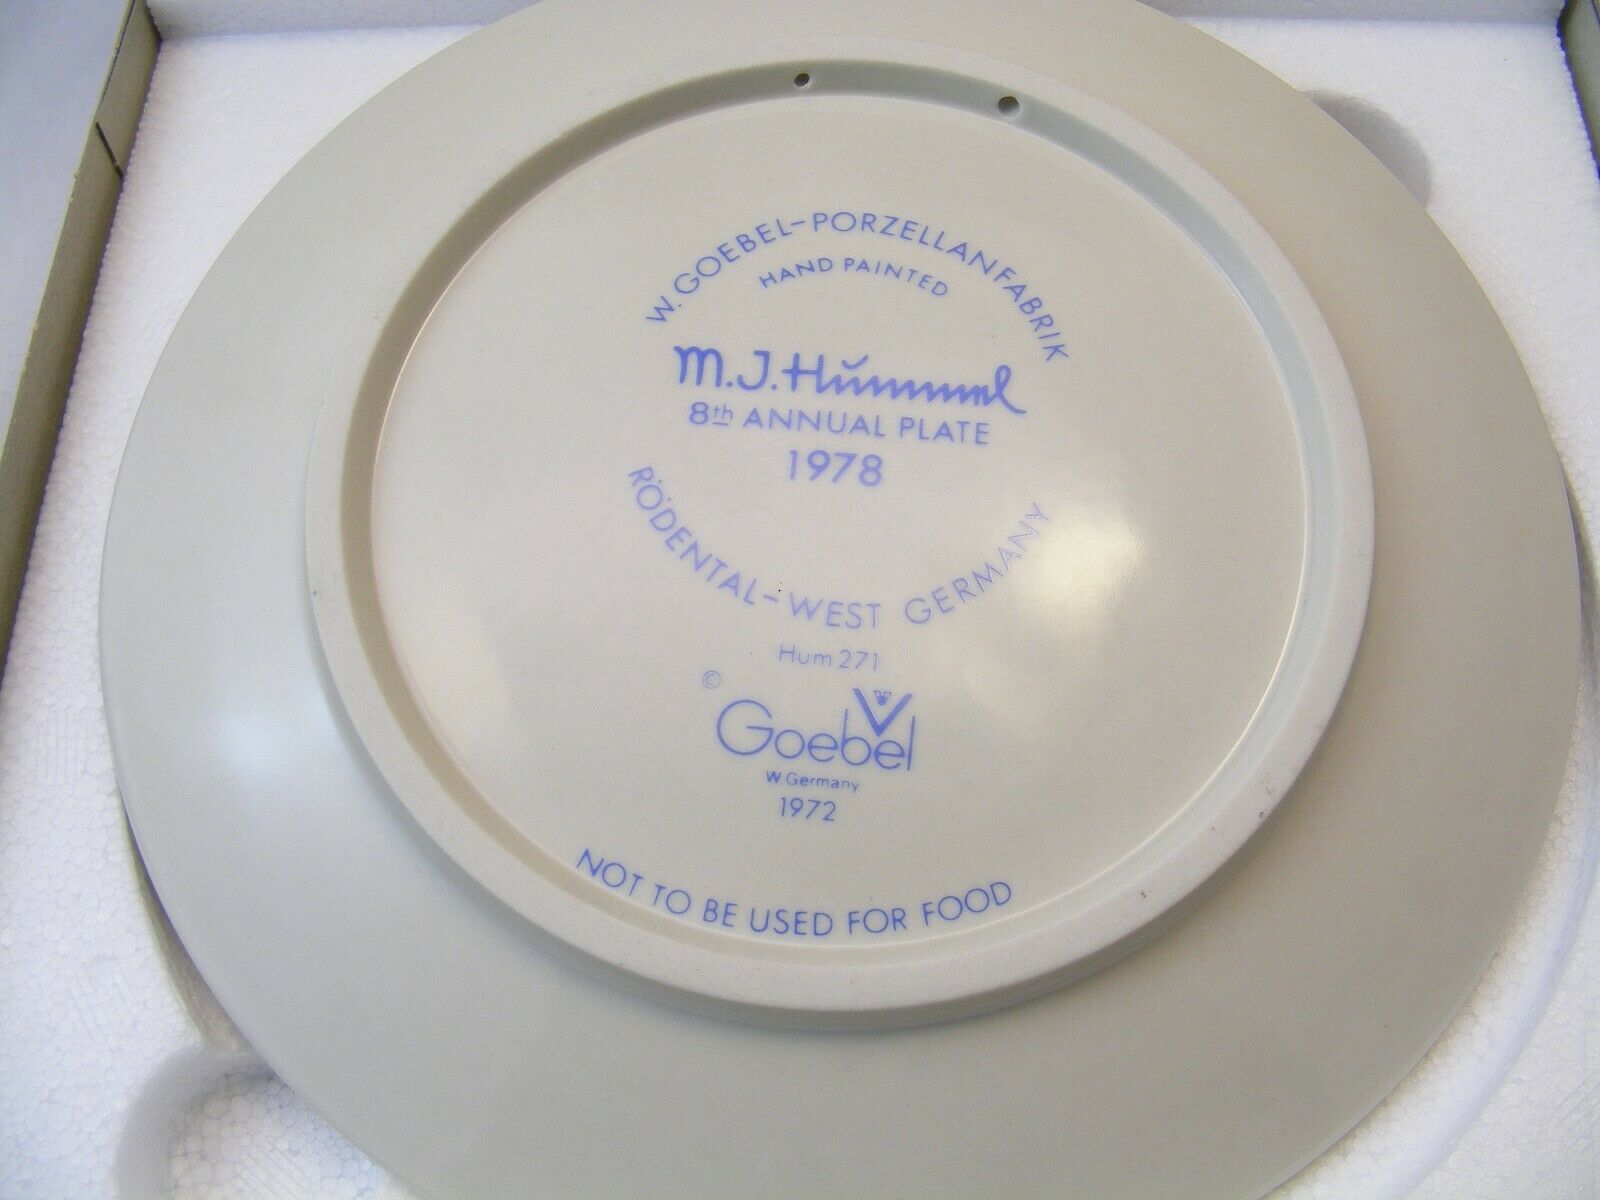 W. GOEBEL-PORZELLANFABRIK
HAND PAINTED
M.J.Hummel
8th ANNUAL PLATE
1978
RÖDENTAL-WEST GERMANY
Hum 271
©
Goebel
W. Germany
1972
NOT TO BE USED FOR FOOD